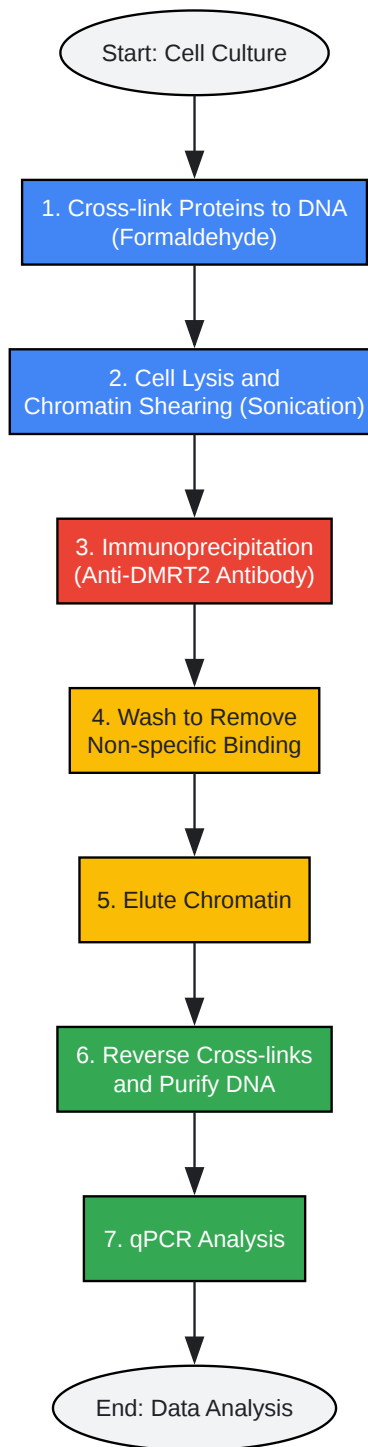 Start: Cell Culture
1. Cross-link Proteins to DNA
(Formaldehyde)
2. Cell Lysis and
Chromatin Shearing (Sonication)
3. Immunoprecipitation
(Anti-DMRT2 Antibody)
4. Wash to Remove
Non-specific Binding
5. Elute Chromatin
6. Reverse Cross-links
and Purify DNA
7. qPCR Analysis
End: Data Analysis